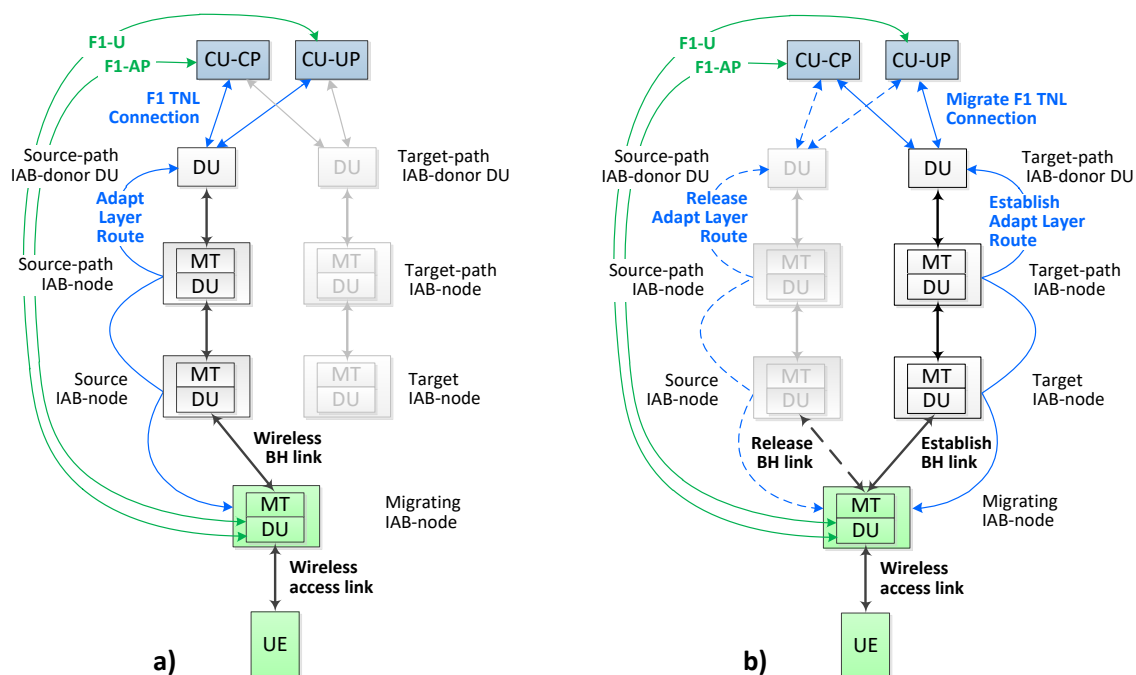 F1-U
F1-AP
CU-CP
CU-UP
F1 TNL
Connection
Source-path
IAB-donor DU
DU
DU
Target-path
IAB-donor DU
Adapt
Layer
Route
Source-path
IAB-node
MT
DU
MT
DU
Target-path
IAB-node
Source
IAB-node
MT
DU
MT
DU
Target
IAB-node
Wireless
BH link
MT
DU
Migrating
IAB-node
Wireless
access link
UE
a)
F1-U
F1-AP
CU-CP
CU-UP
Migrate F1 TNL
Connection
Source-path
IAB-donor DU
DU
DU
Target-path
IAB-donor DU
Release
Adapt Layer
Route
Establish
Adapt Layer
Route
Source-path
IAB-node
MT
DU
MT
DU
Target-path
IAB-node
Source
IAB-node
MT
DU
MT
DU
Target
IAB-node
Release
BH link
Establish
BH link
MT
DU
Migrating
IAB-node
Wireless
access link
UE
b)